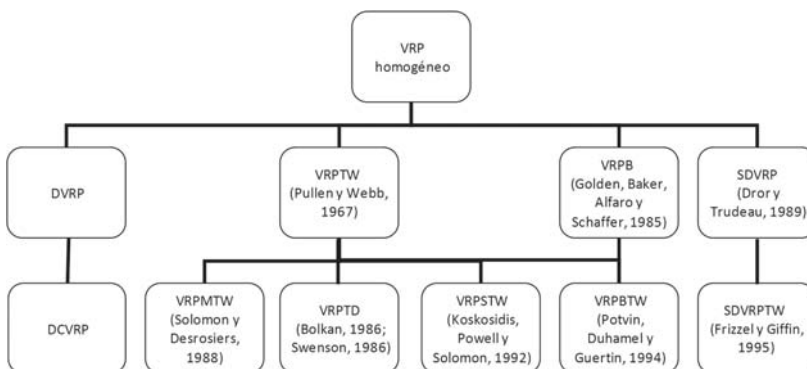 VRP
homogéneo
DVRP
VRPTW
(Pullen y Webb,
1967)
VRPB
(Golden, Baker,
Alfaro y
Schaffer, 1985)
SDVRP
(Dror y
Trudeau, 1989)
DCVRP
VRPMTW
(Solomon y
Desrosiers,
1988)
VRPTD
(Bolkan, 1986;
Swenson, 1986)
VRPSTW
(Koskosidis,
Powell y
Solomon, 1992)
VRPBTW
(Potvin,
Duhamel y
Guertin, 1994)
SDVRPTW
(Frizzel y Giffin,
1995)